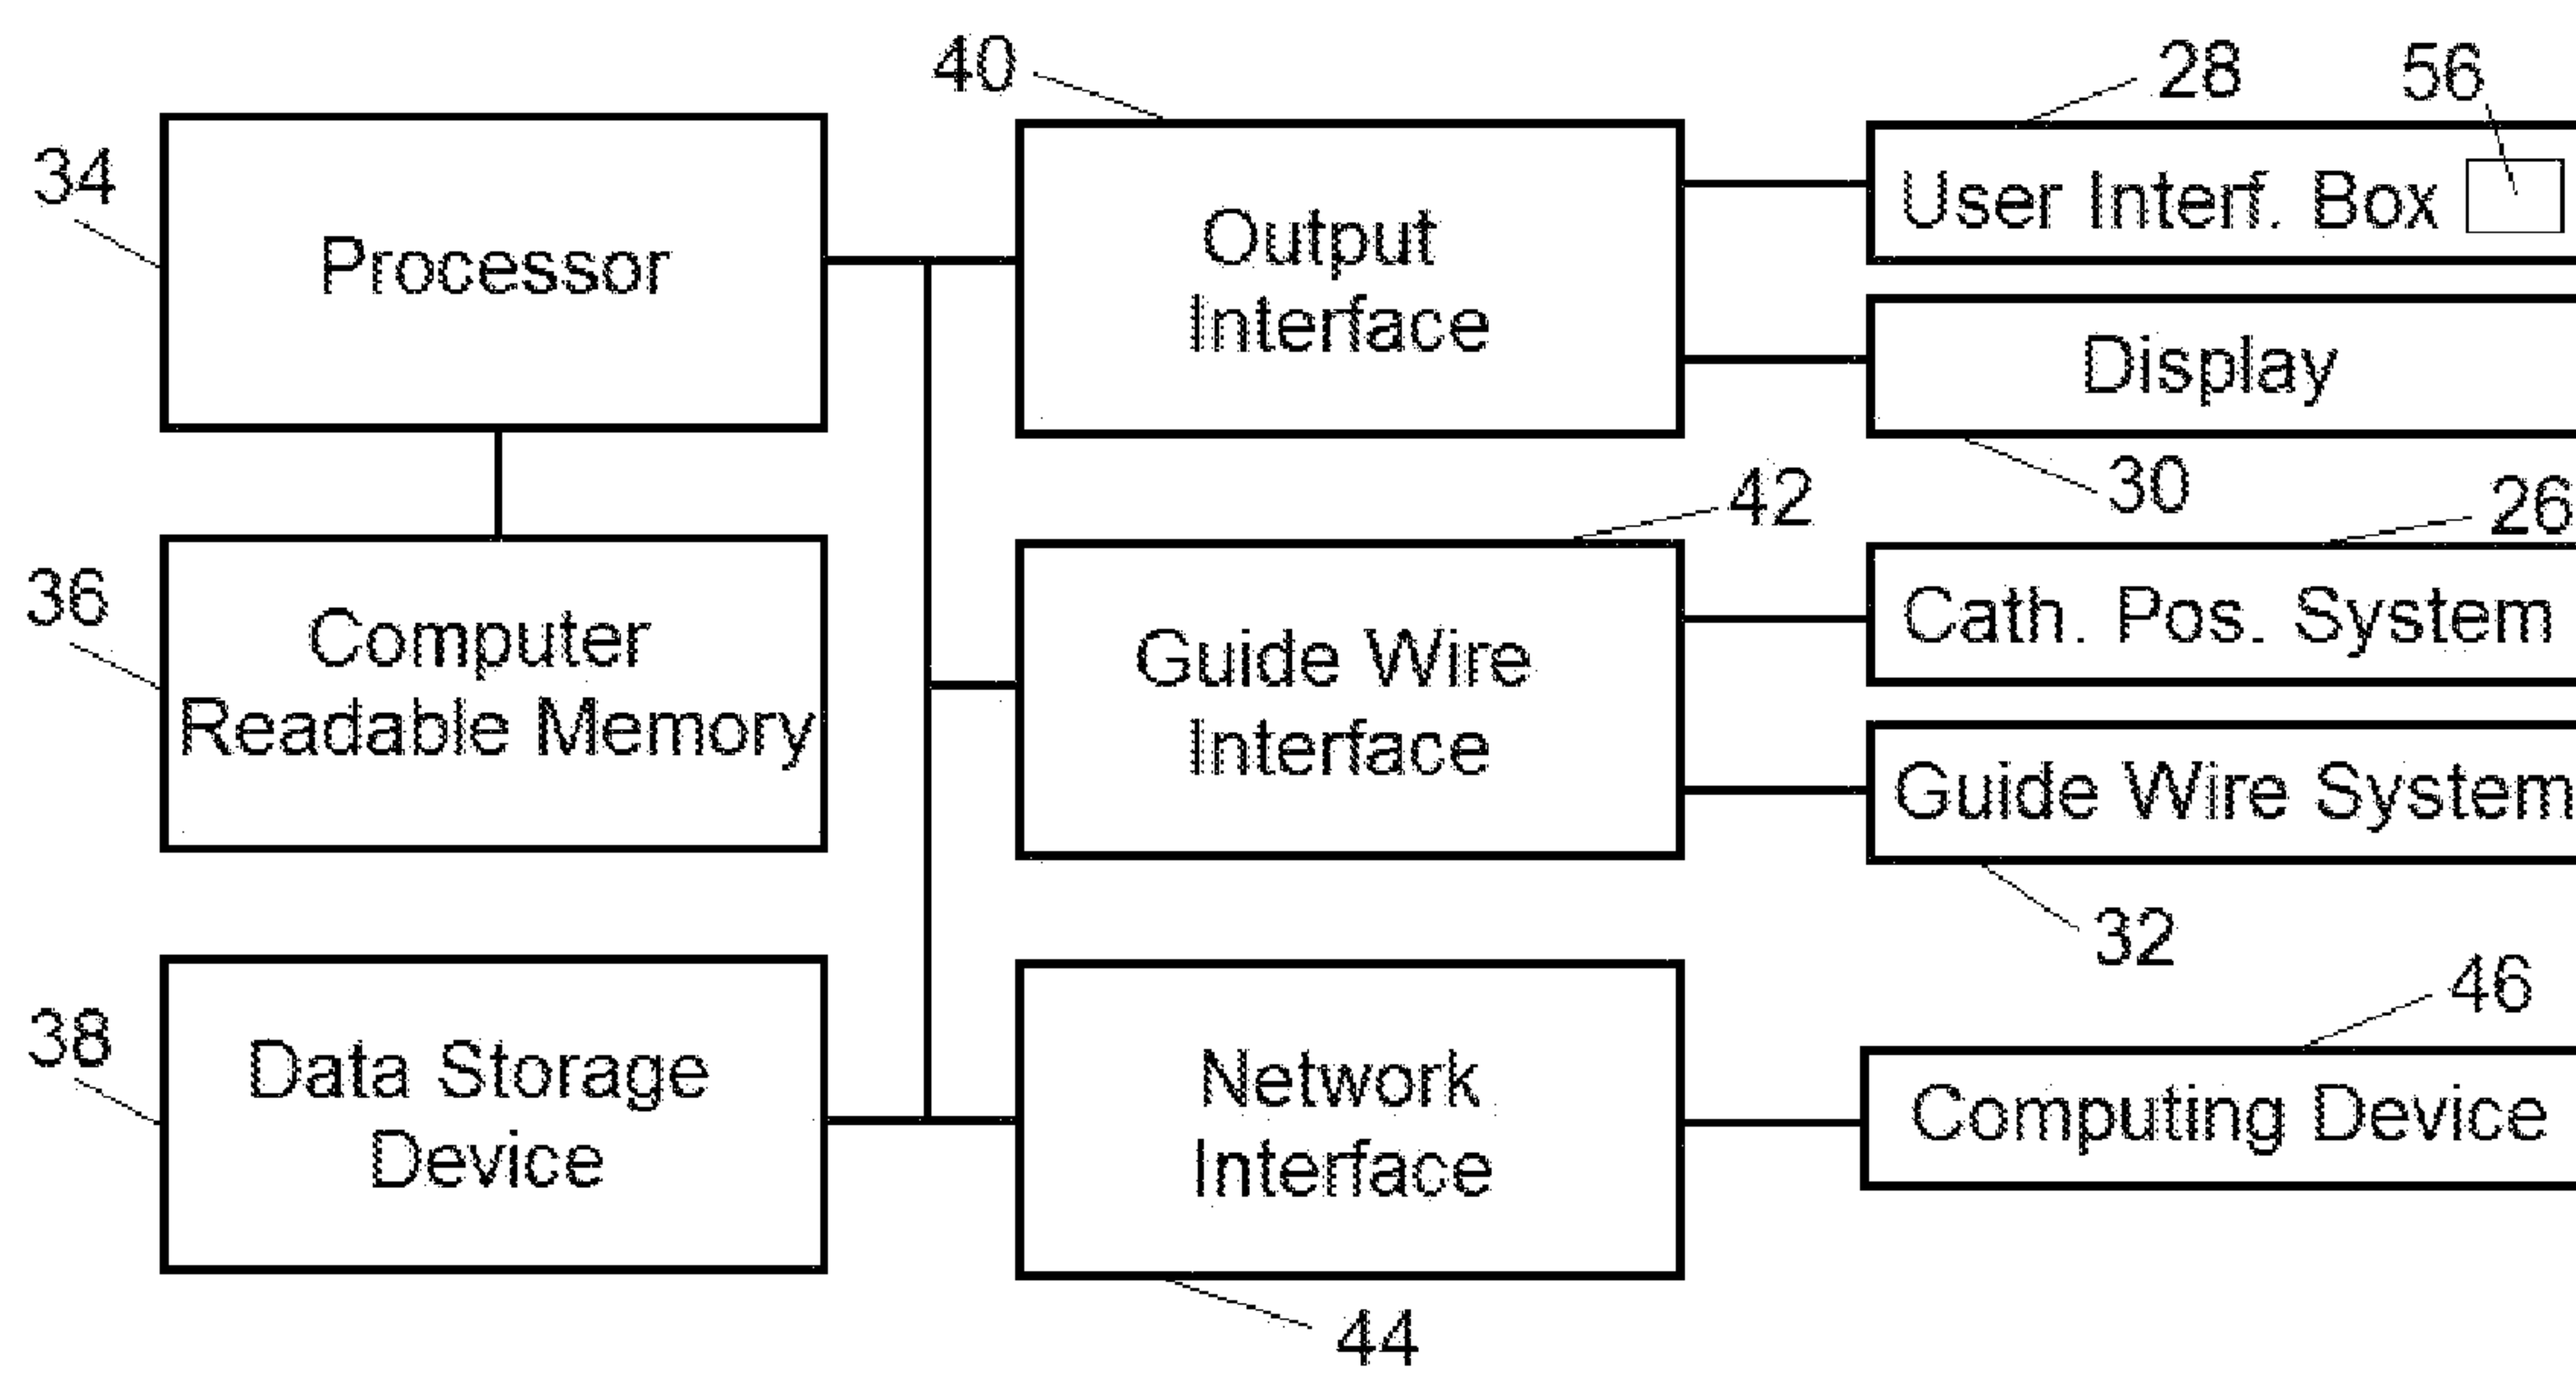 40
28
56
34
Processor
Output
Interface
User Interf. Box
Display
30
42
26
36
Computer
Readable Memory
Guide Wire
Interface
Cath. Pos. System
Guide Wire System
32
46
38
Data Storage
Device
Network
Interface
Computing Device
44